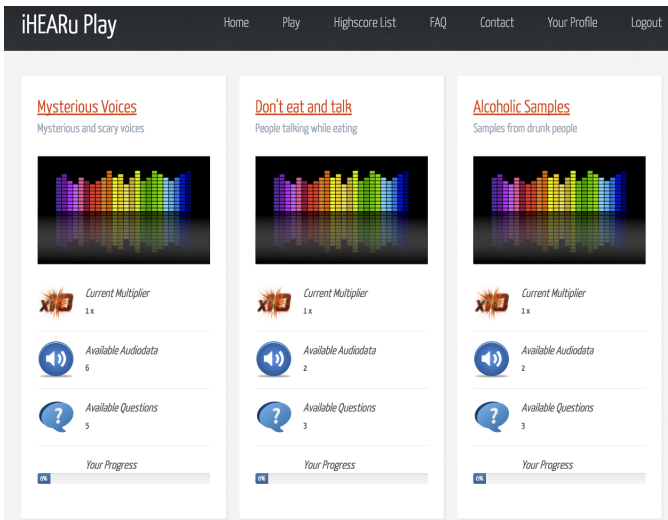 iHEARu Play
Home Play Highscore List FAQ Contact Your Profile Logout
Mysterious Voices
Mysterious and scary voices
x10
Current Multiplier
1 x
Available Audiodata
6
?
Available Questions
5
Your Progress
0%
Don't eat and talk
People talking while eating
x10
Current Multiplier
1 x
Available Audiodata
2
?
Available Questions
3
Your Progress
0%
Alcoholic Samples
Samples from drunk people
x10
Current Multiplier
1 x
Available Audiodata
2
?
Available Questions
3
Your Progress
0%